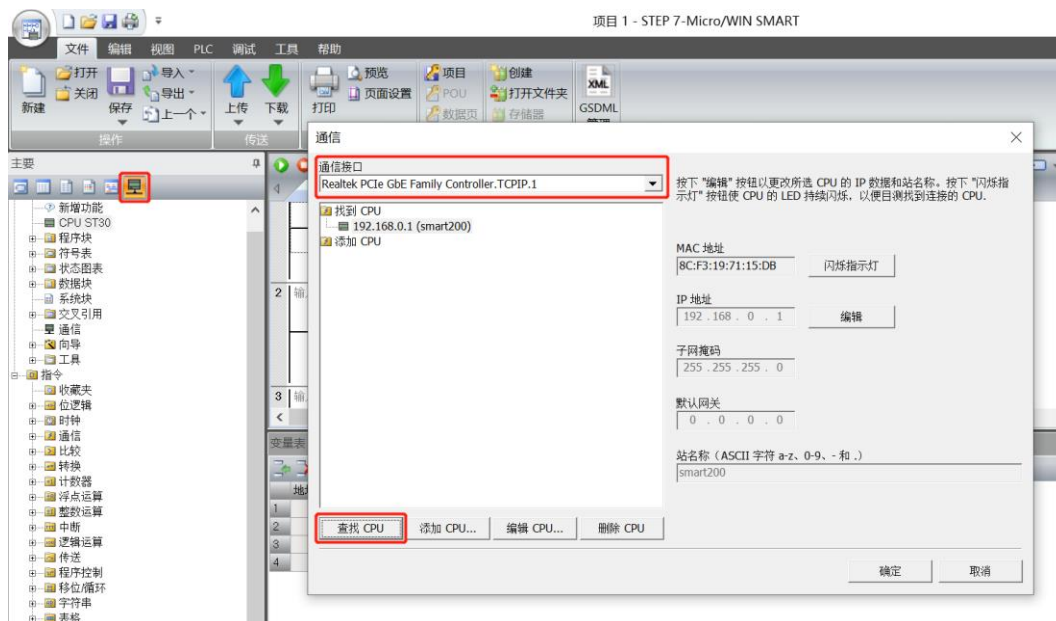 项目 1 - STEP 7-Micro/WIN SMART
文件 编辑 视图 PLC 调试 工具 帮助
新建
打开
关闭
保存
导入
导出
上一个
操作
上传
下载
传送
打印
预览
页面设置
项目
POU
数据页
创建
打开文件夹
存储器
XML
GSDML
主要
新增功能
CPU ST30
程序块
符号表
状态图表
数据块
系统块
交叉引用
通信
向导
工具
指令
收藏夹
位逻辑
时钟
通信
比较
转换
计数器
浮点运算
整数运算
中断
逻辑运算
传送
程序控制
移位/循环
字符串
表格
2
3
变量表
1
2
3
4
通信
通信接口
Realtek PCIe GbE Family Controller.TCPIP.1
找到 CPU
192.168.0.1 (smart200)
添加 CPU
查找 CPU
添加 CPU...
编辑 CPU...
删除 CPU
按下 "编辑" 按钮以更改所选 CPU 的 IP 数据和站名称。按下 "闪烁指
示灯" 按钮使 CPU 的 LED 持续闪烁，以便目测找到连接的 CPU.
MAC 地址
8C:F3:19:71:15:DB
闪烁指示灯
IP 地址
192 . 168 . 0 . 1
编辑
子网掩码
255 . 255 . 255 . 0
默认网关
0 . 0 . 0 . 0
站名称（ASCII 字符 a-z、0-9、- 和 .）
smart200
确定
取消